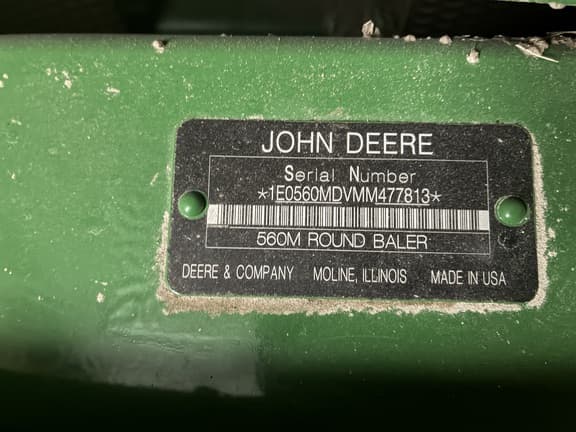 JOHN DEERE
Serial Number
*1E0560MDVMM477813*
560M ROUND BALER
DEERE & COMPANY MOLINE, ILLINOIS MADE IN USA